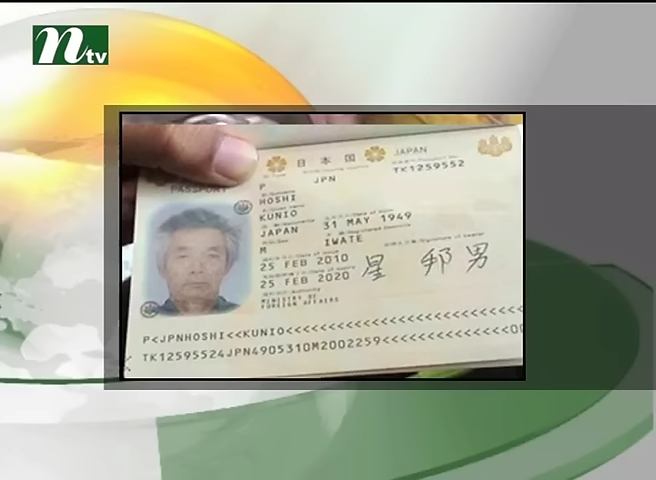 ntv
日本国 JAPAN
PASSPORT P JPN TK1259552
HOSHI
KUNIO
JAPAN 31 MAY 1949
M IWATE
25 FEB 2010
25 FEB 2020 星 邦男
MINISTRY OF
FOREIGN AFFAIRS
P<JPNHOSHI<<KUNIO<<<<<<<<<<<<<<<<<<<<<<<<<<
TK12595524JPN4905310M2002259<<<<<<<<<<<<<<0